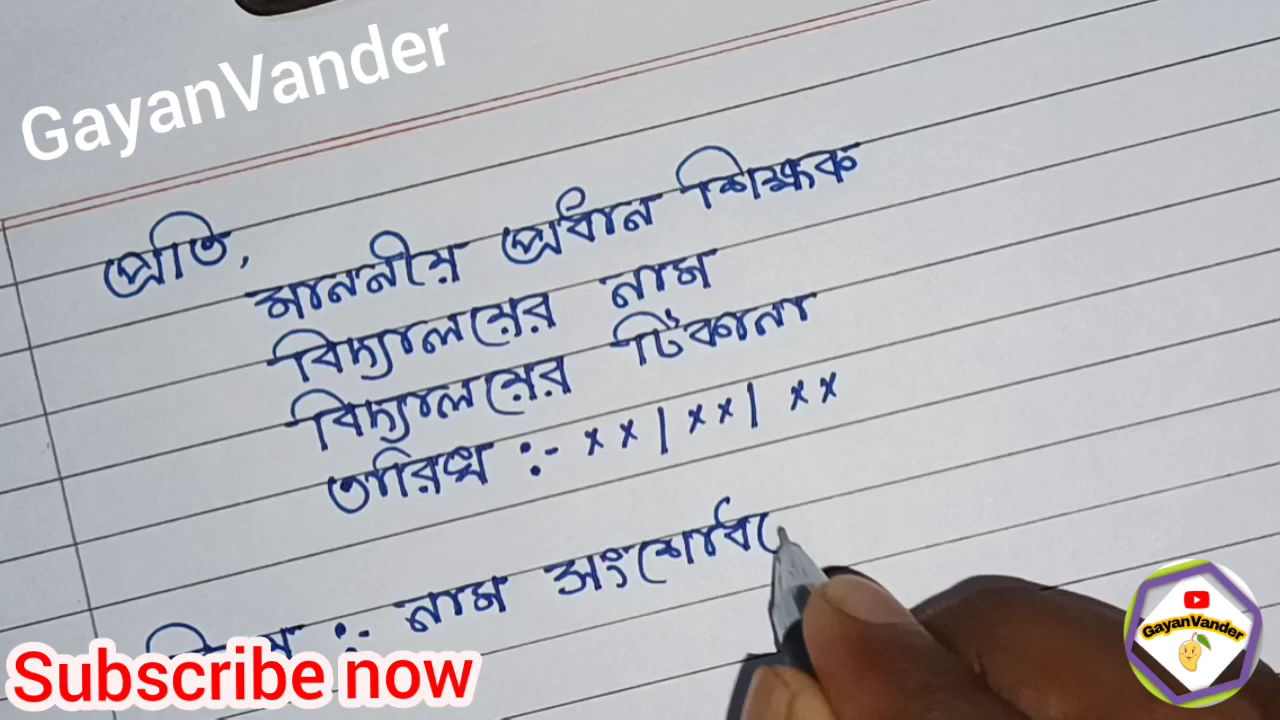 GayanVander
প্রতি,
মাননীয় প্রধান শিক্ষক
বিদ্যালয়ের নাম
বিদ্যালয়ের ঠিকানা
তারিখ :- xx/xx/xx
:- নাম সংশোধ
Subscribe now
GayanVander